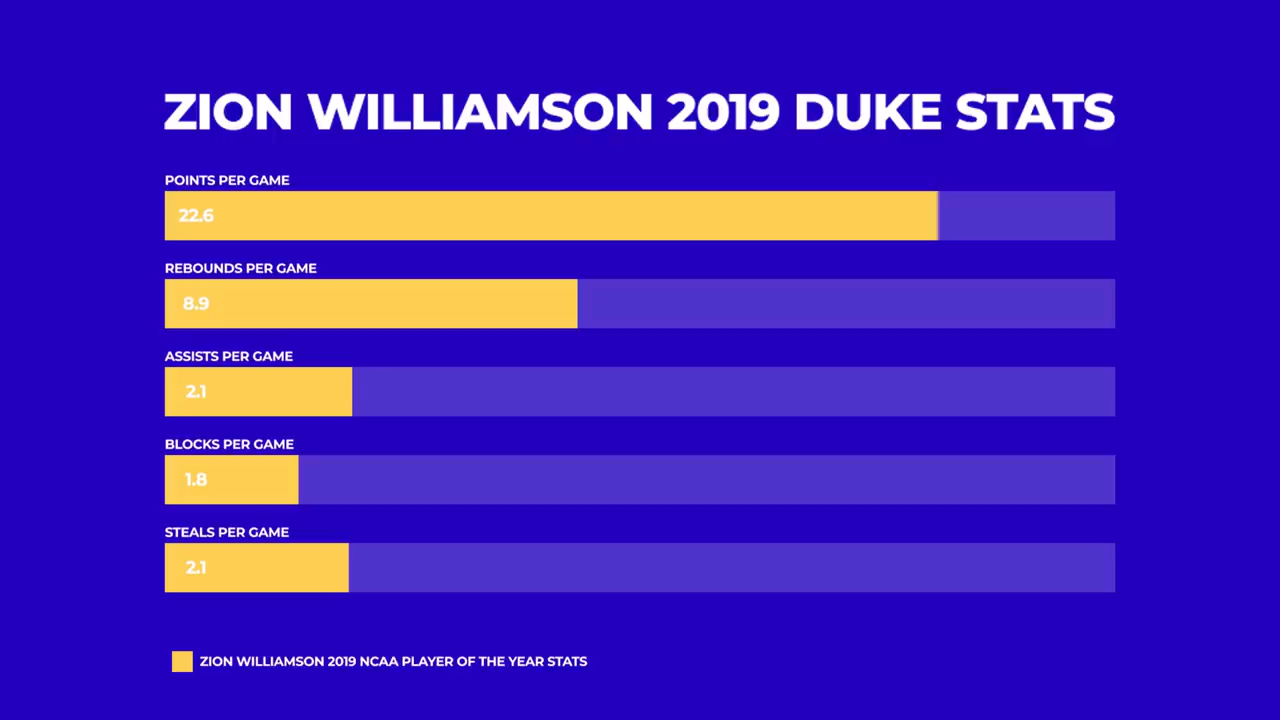 ZION WILLIAMSON 2019 DUKE STATS
POINTS PER GAME
22.6
REBOUNDS PER GAME
8.9
ASSISTS PER GAME
2.1
BLOCKS PER GAME
1.8
STEALS PER GAME
2.1
ZION WILLIAMSON 2019 NCAA PLAYER OF THE YEAR STATS